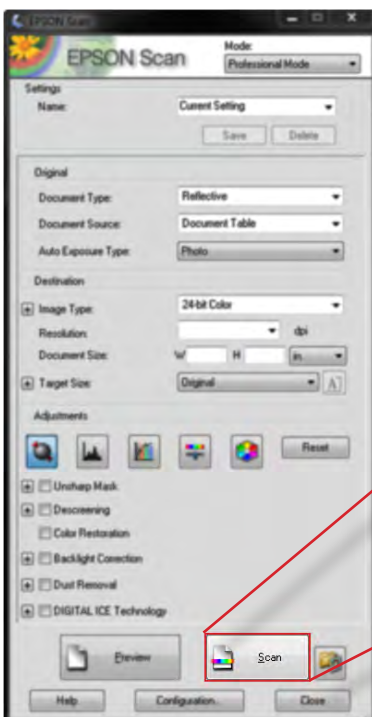 EPSON Scan
EPSON Scan
Mode:
Professional Mode
Settings
Name:
Current Setting
Save
Delete
Original
Document Type:
Reflective
Document Source:
Document Table
Auto Exposure Type:
Photo
Destination
Image Type:
24-bit Color
Resolution:
dpi
Document Size:
W
H
in.
Target Size:
Original
Adjustments
Reset
Unsharp Mask
Descreening
Color Restoration
Backlight Correction
Dust Removal
DIGITAL ICE Technology
Preview
Scan
Help
Configuration...
Close